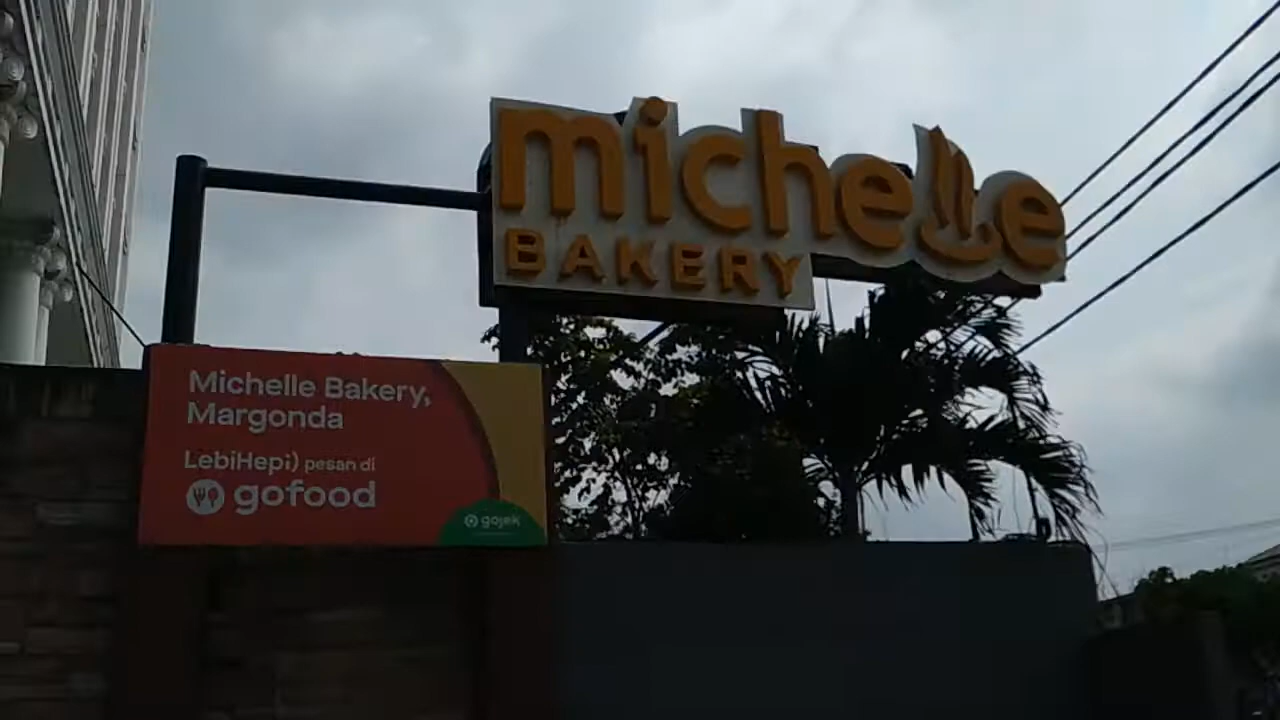 michelle
BAKERY
Michelle Bakery,
Margonda
LebiHepi) pesan di
gofood
gojek